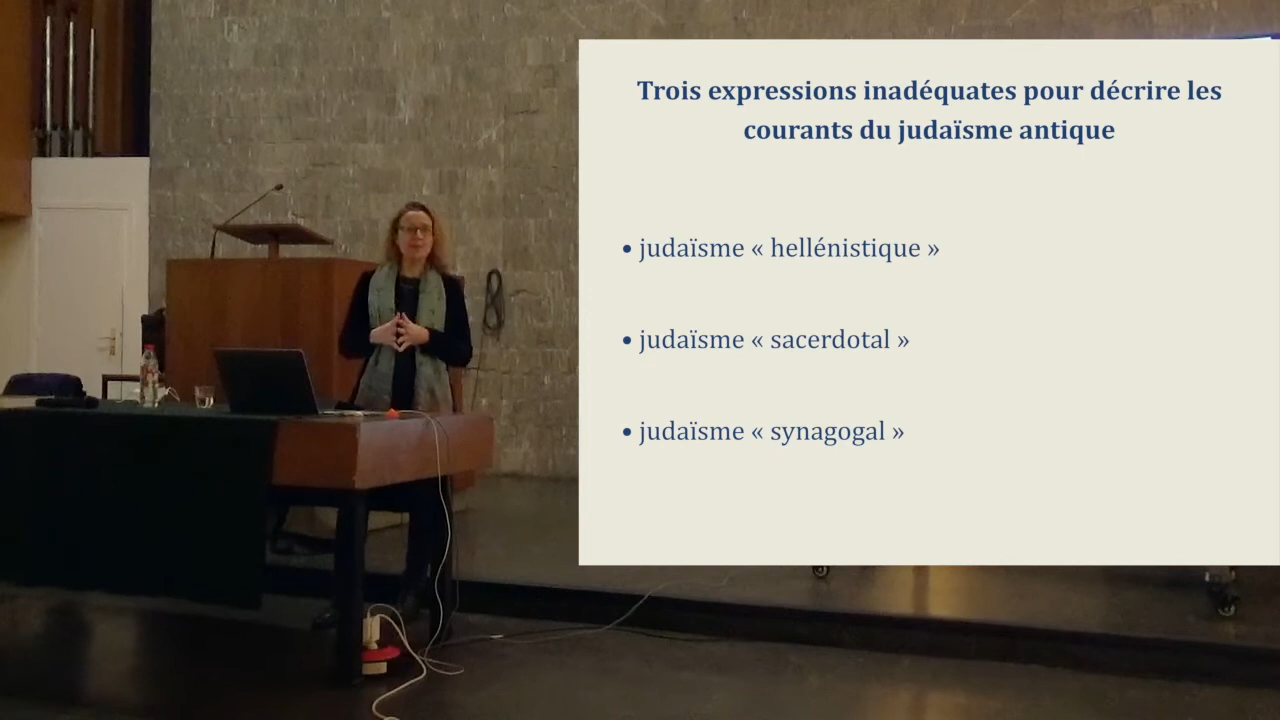 Trois expressions inadéquates pour décrire les
courants du judaïsme antique
• judaïsme « hellénistique »
• judaïsme « sacerdotal »
• judaïsme « synagogal »